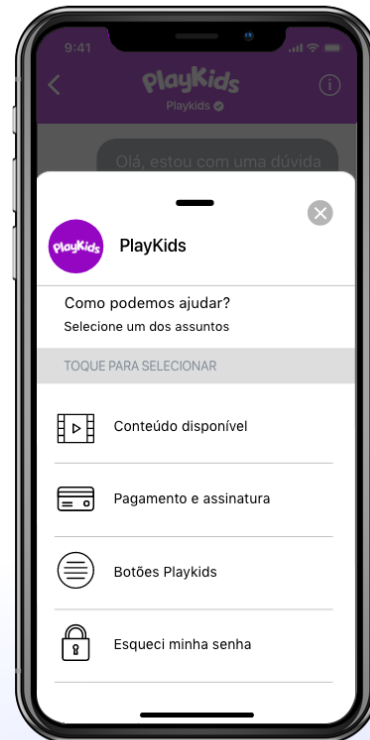 9:41
PlayKids
Playkids
Olá, estou com uma dúvida
PlayKids
PlayKids
Como podemos ajudar?
Selecione um dos assuntos
TOQUE PARA SELECIONAR
Conteúdo disponível
Pagamento e assinatura
Botões Playkids
Esqueci minha senha